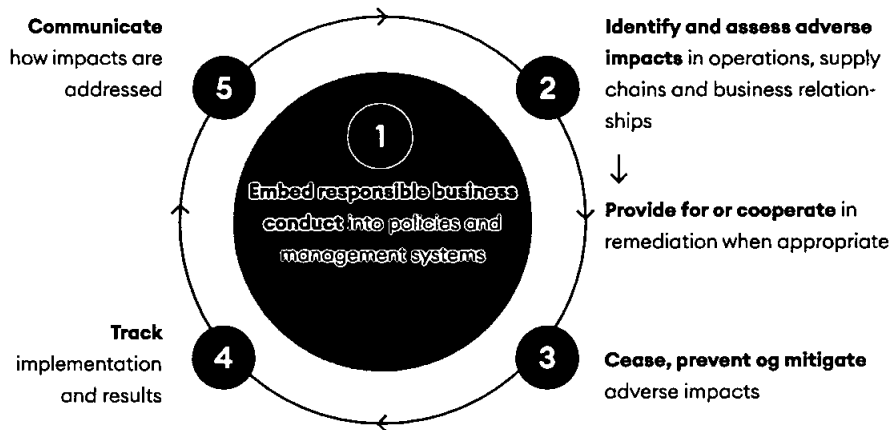 1
Embed responsible business
conduct into policies and
management systems
2
Identify and assess adverse
impacts in operations, supply
chains and business relation-
ships
Provide for or cooperate in
remediation when appropriate
3
Cease, prevent og mitigate
adverse impacts
4
Track
implementation
and results
5
Communicate
how impacts are
addressed